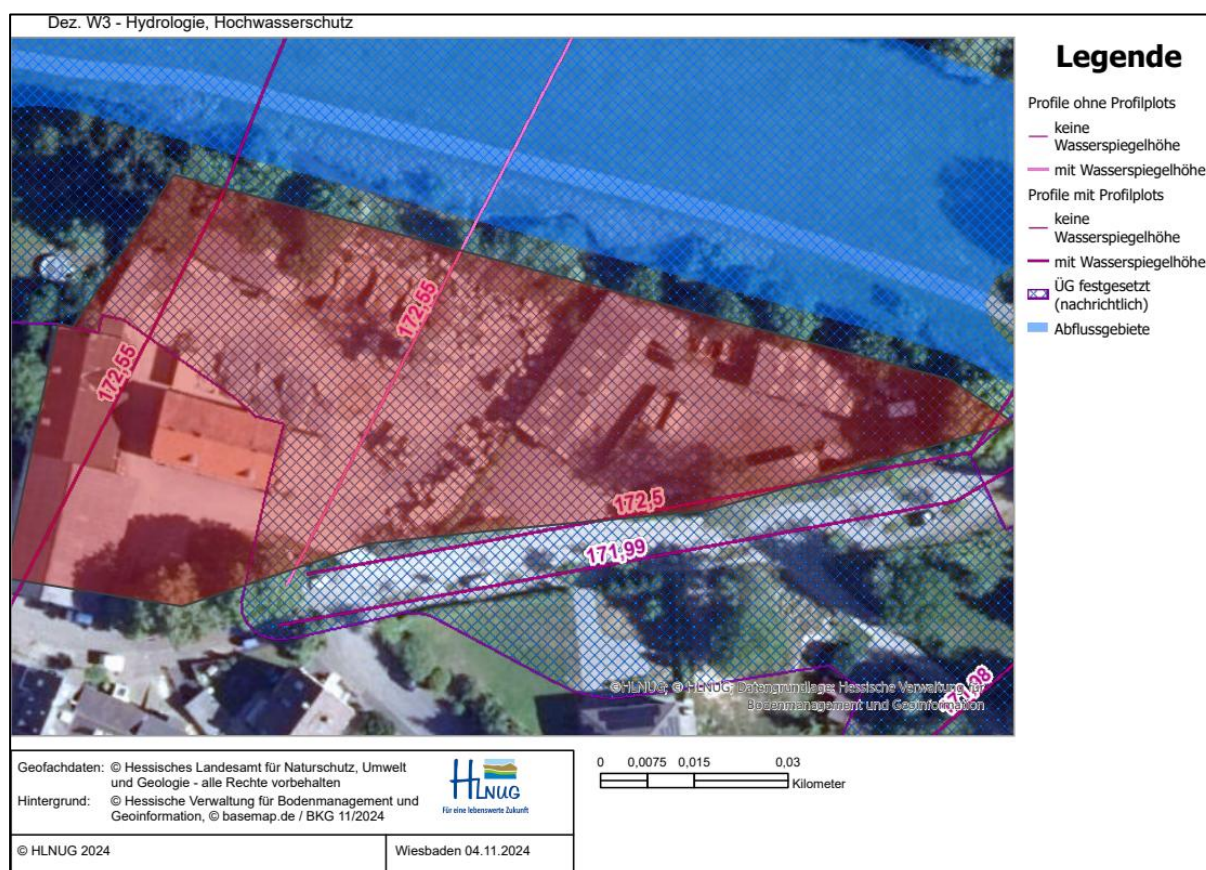 Dez. W3 - Hydrologie, Hochwasserschutz
Legende
Profile ohne Profilplots
keine
Wasserspiegelhöhe
mit Wasserspiegelhöhe
Profile mit Profilplots
keine
Wasserspiegelhöhe
mit Wasserspiegelhöhe
ÜG festgesetzt
(nachrichtlich)
Abflussgebiete
172,55
172,55
172,5
171,99
171,98
©HLNUG, © HLNUG, Datengrundlage: Hessische Verwaltung für
Bodenmanagement und Geoinformation
Geofachdaten: © Hessisches Landesamt für Naturschutz, Umwelt
und Geologie - alle Rechte vorbehalten
Hintergrund: © Hessische Verwaltung für Bodenmanagement und
Geoinformation, © basemap.de / BKG 11/2024
HLNUG
Für eine lebenswerte Zukunft
© HLNUG 2024
Wiesbaden 04.11.2024
0 0,0075 0,015 0,03
Kilometer